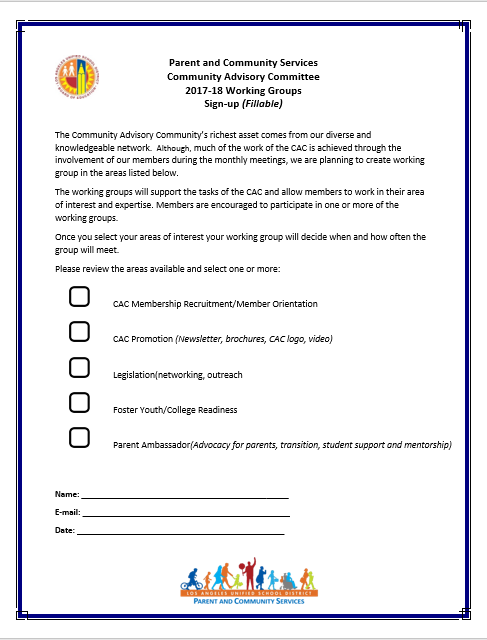 Parent and Community Services
Community Advisory Committee
2017-18 Working Groups
Sign-up (Fillable)
The Community Advisory Community's richest asset comes from our diverse and
knowledgeable network. Although, much of the work of the CAC is achieved through the
involvement of our members during the monthly meetings, we are planning to create working
group in the areas listed below.
The working groups will support the tasks of the CAC and allow members to work in their area
of interest and expertise. Members are encouraged to participate in one or more of the
working groups.
Once you select your areas of interest your working group will decide when and how often the
group will meet.
Please review the areas available and select one or more:
CAC Membership Recruitment/Member Orientation
CAC Promotion (Newsletter, brochures, CAC logo, video)
Legislation(networking, outreach
Foster Youth/College Readiness
Parent Ambassador(Advocacy for parents, transition, student support and mentorship)
Name:
E-mail:
Date:
LOS ANGELES UNIFIED SCHOOL DISTRICT
PARENT AND COMMUNITY SERVICES